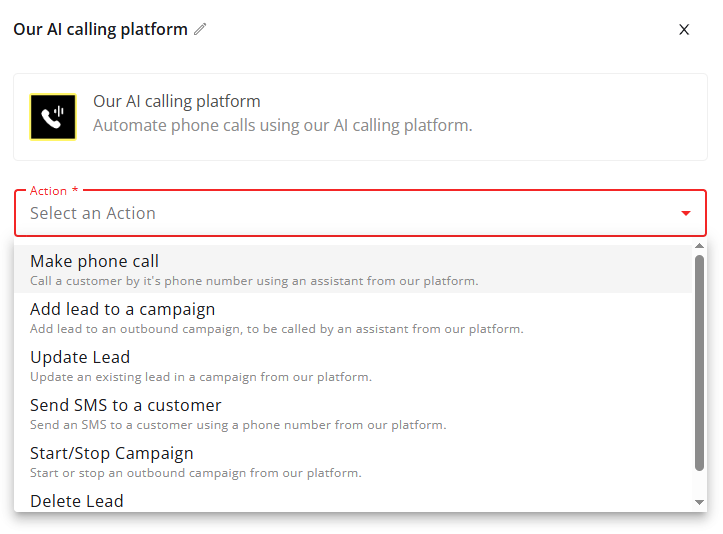 Our AI calling platform
Our AI calling platform
Automate phone calls using our AI calling platform.
Action *
Select an Action
Make phone call
Call a customer by it's phone number using an assistant from our platform.
Add lead to a campaign
Add lead to an outbound campaign, to be called by an assistant from our platform.
Update Lead
Update an existing lead in a campaign from our platform.
Send SMS to a customer
Send an SMS to a customer using a phone number from our platform.
Start/Stop Campaign
Start or stop an outbound campaign from our platform.
Delete Lead